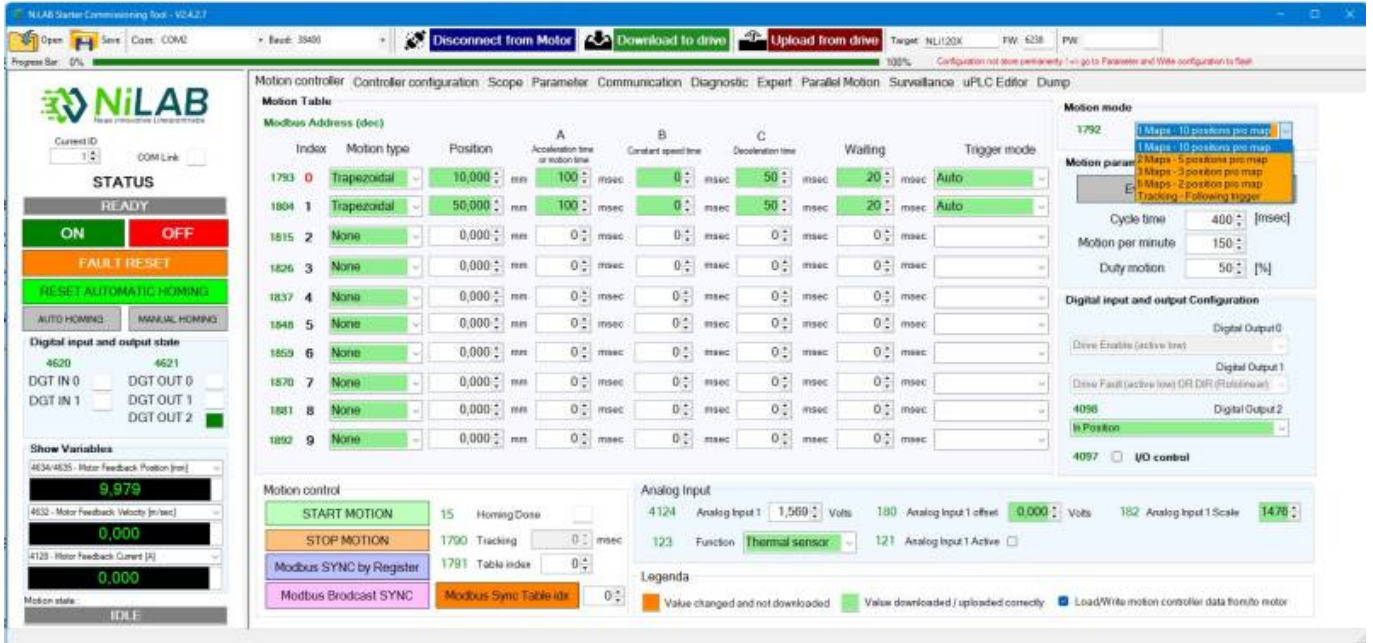 NiLAB Starter Commissioning Tool - V2.4.2.7
Open Save Com: COM2 Baud: 38400 Disconnect from Motor Download to drive Upload from drive Target: NLI120X FW: 6238 PW:
Progress Bar: 0% 100% Configuration not store permanently ! => go to Parameter and Write configuration to flash
Motion controller Controller configuration Scope Parameter Communication Diagnostic Expert Parallel Motion Surveillance uPLC Editor Dump
NiLAB
Current ID
1 COM Link
STATUS
READY
ON OFF
FAULT RESET
RESET AUTOMATIC HOMING
AUTO HOMING MANUAL HOMING
Digital input and output state
4620 4621
DGT IN 0 DGT OUT 0
DGT IN 1 DGT OUT 1
DGT OUT 2
Show Variables
4634/4635 - Motor Feedback Position [mm]
9,979
4632 - Motor Feedback Velocity [m/sec]
0,000
4128 - Motor Feedback Current [A]
0,000
Motion state :
IDLE
Motion Table
Modbus Address (dec)
A B C
Index Motion type Position Acceleration time or motion time Constant speed time Deceleration time Waiting Trigger mode
1793 0 Trapezoidal 10,000 mm 100 msec 0 msec 50 msec 20 msec Auto
1804 1 Trapezoidal 50,000 mm 100 msec 0 msec 50 msec 20 msec Auto
1815 2 None 0,000 mm 0 msec 0 msec 0 msec 0 msec
1826 3 None 0,000 mm 0 msec 0 msec 0 msec 0 msec
1837 4 None 0,000 mm 0 msec 0 msec 0 msec 0 msec
1848 5 None 0,000 mm 0 msec 0 msec 0 msec 0 msec
1859 6 None 0,000 mm 0 msec 0 msec 0 msec 0 msec
1870 7 None 0,000 mm 0 msec 0 msec 0 msec 0 msec
1881 8 None 0,000 mm 0 msec 0 msec 0 msec 0 msec
1892 9 None 0,000 mm 0 msec 0 msec 0 msec 0 msec
Motion mode
1792 1 Maps - 10 positions pro map
1 Maps - 10 positions pro map
2 Maps - 5 positions pro map
3 Maps - 3 position pro map
5 Maps - 2 position pro map
Tracking - Following trigger
Motion param
Es
Cycle time 400 [msec]
Motion per minute 150
Duty motion 50 [%]
Digital input and output Configuration
Digital Output 0
Drive Enable (active low)
Digital Output 1
Drive Fault (active low) OR DIR (Rotolinear)
4098 Digital Output 2
In Position
4097 I/O control
Motion control
START MOTION 15 Homing Done
STOP MOTION 1790 Tracking 0 msec
Modbus SYNC by Register 1791 Table index 0
Modbus Brodcast SYNC Modbus Sync Table idx 0
Analog Input
4124 Analog Input 1 1,569 Volts 180 Analog Input 1 offset 0,000 Volts 182 Analog Input 1 Scale 1478
123 Function Thermal sensor 121 Analog Input 1 Active
Legenda
Value changed and not downloaded Value downloaded / uploaded correctly Load/Write motion controller data from/to motor